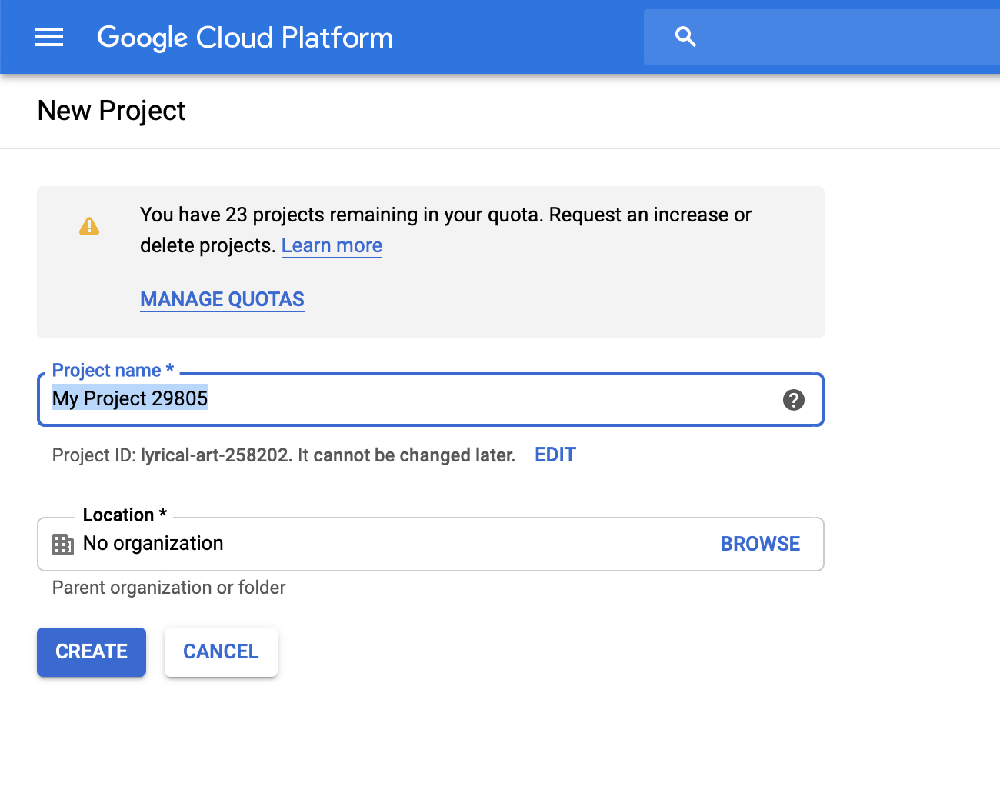 Google Cloud Platform
New Project
You have 23 projects remaining in your quota. Request an increase or
delete projects. Learn more
MANAGE QUOTAS
Project name *
My Project 29805
Project ID: lyrical-art-258202. It cannot be changed later. EDIT
Location *
No organization BROWSE
Parent organization or folder
CREATE CANCEL